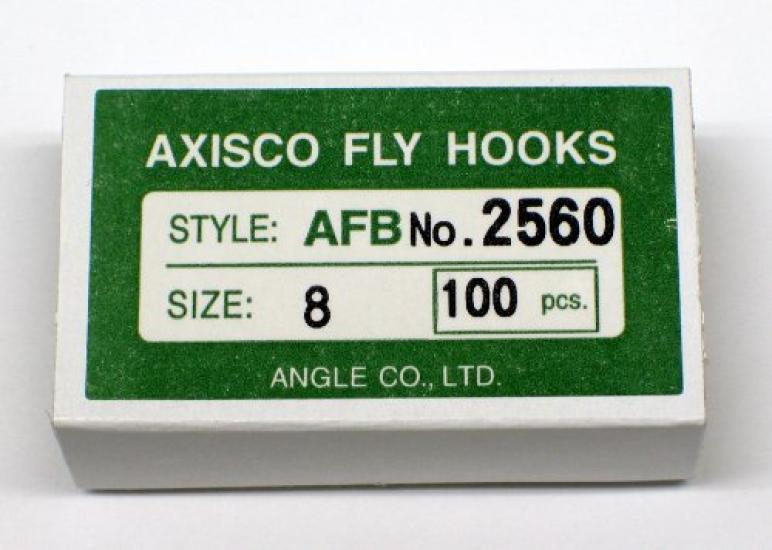 AXISCO FLY HOOKS
STYLE: AFB No. 2560
SIZE: 8 100 pcs.
ANGLE CO., LTD.